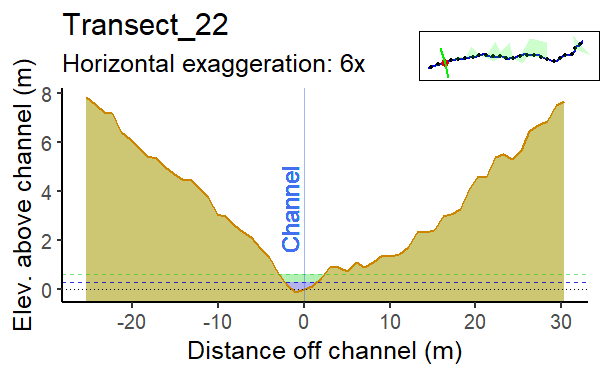 Transect_22
Horizontal exaggeration: 6x
Elev. above channel (m)
8
6
4
2
0
Channel
-20 -10 0 10 20 30
Distance off channel (m)